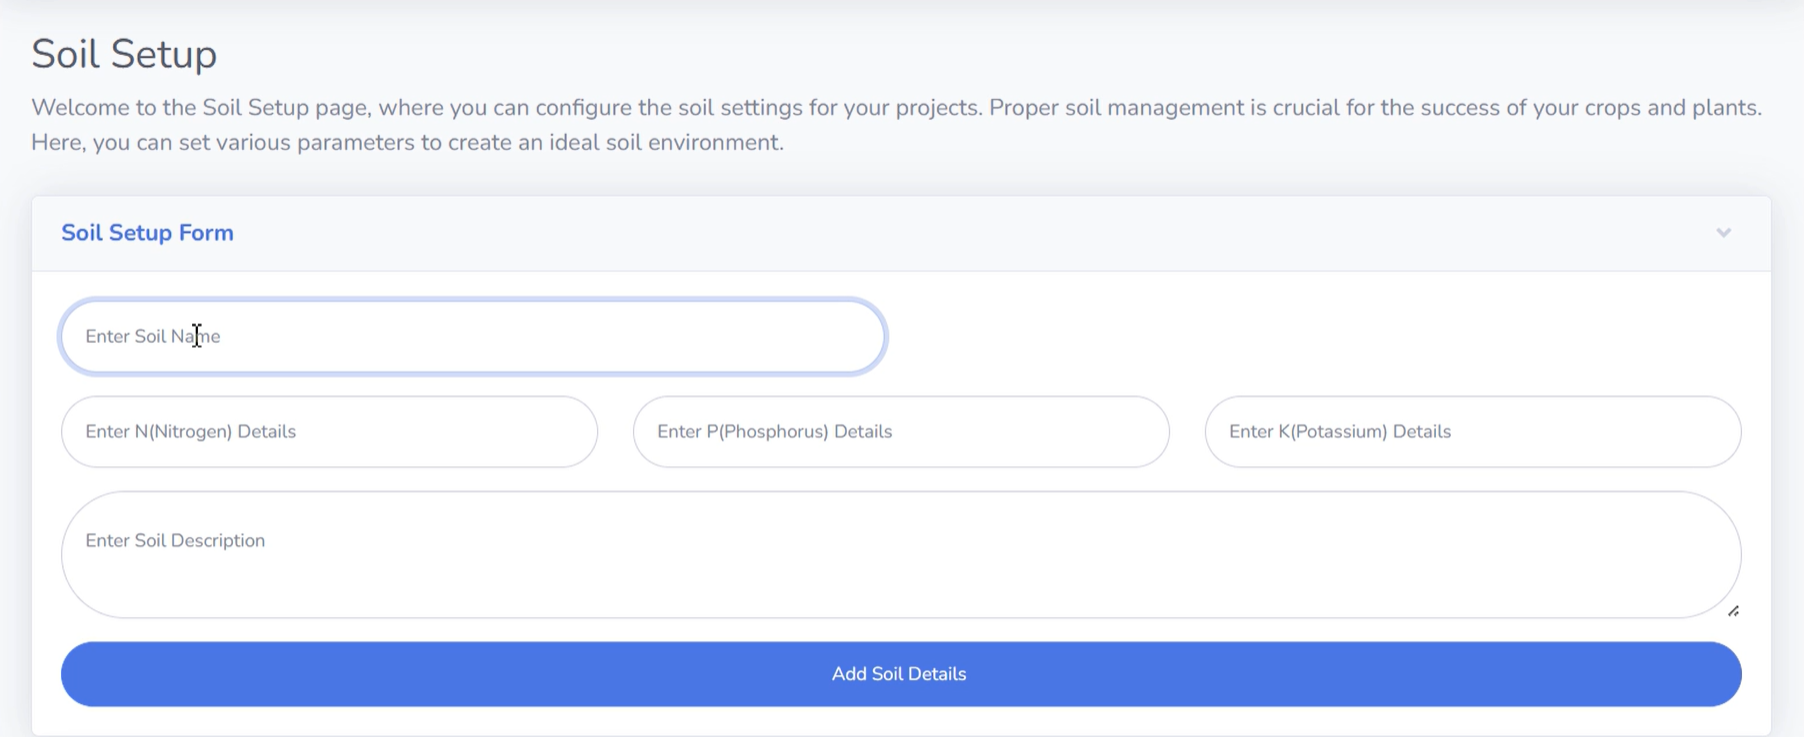 Soil Setup
Welcome to the Soil Setup page, where you can configure the soil settings for your projects. Proper soil management is crucial for the success of your crops and plants.
Here, you can set various parameters to create an ideal soil environment.
Soil Setup Form
Enter Soil Name
Enter N(Nitrogen) Details
Enter P(Phosphorus) Details
Enter K(Potassium) Details
Enter Soil Description
Add Soil Details